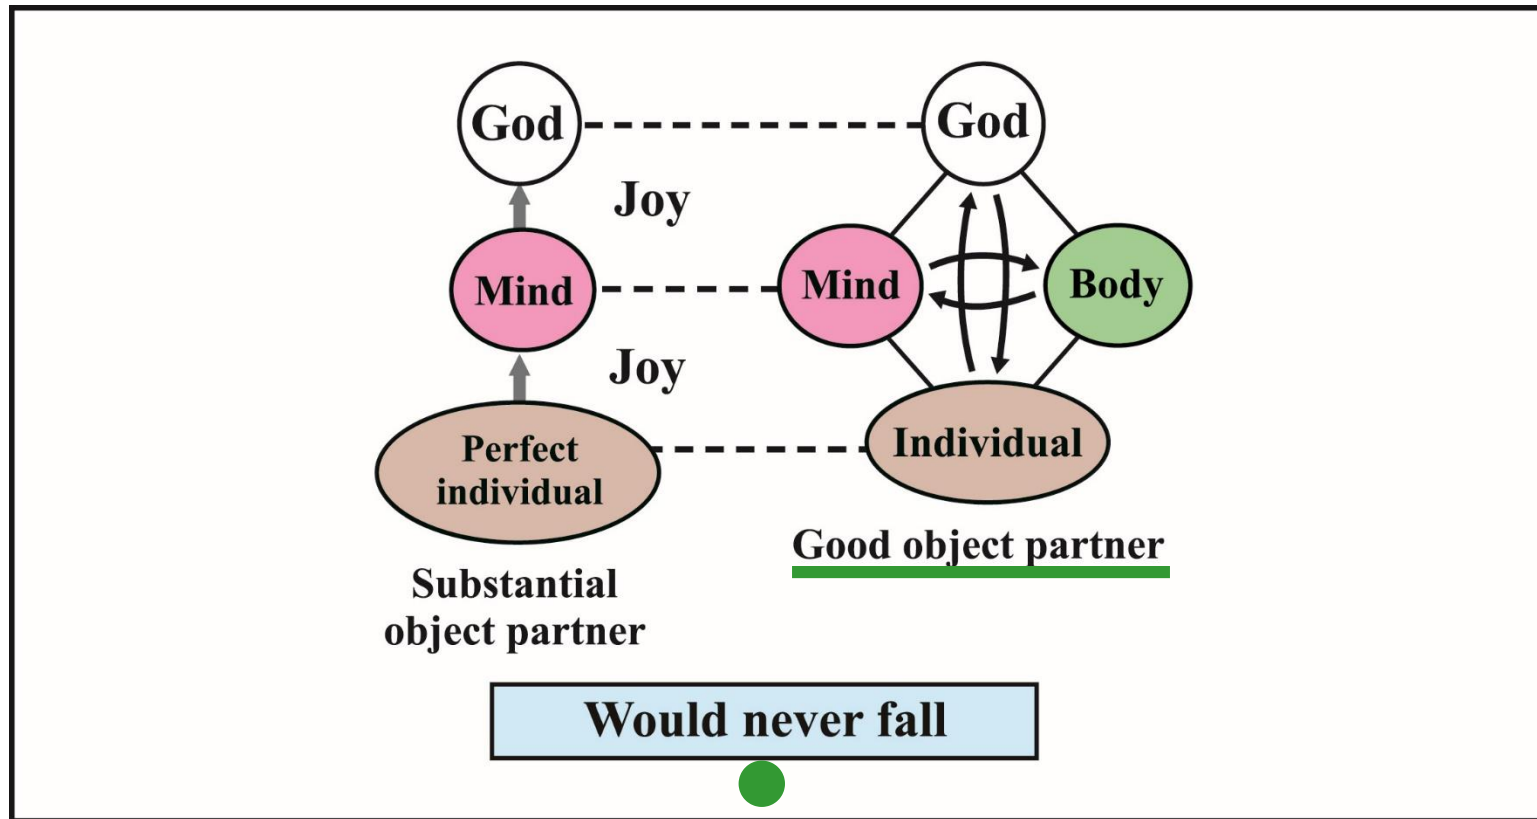 God
God
Joy
Mind
Mind
Body
Joy
Perfect
individual
Individual
Good object partner
Substantial
object partner
Would never fall